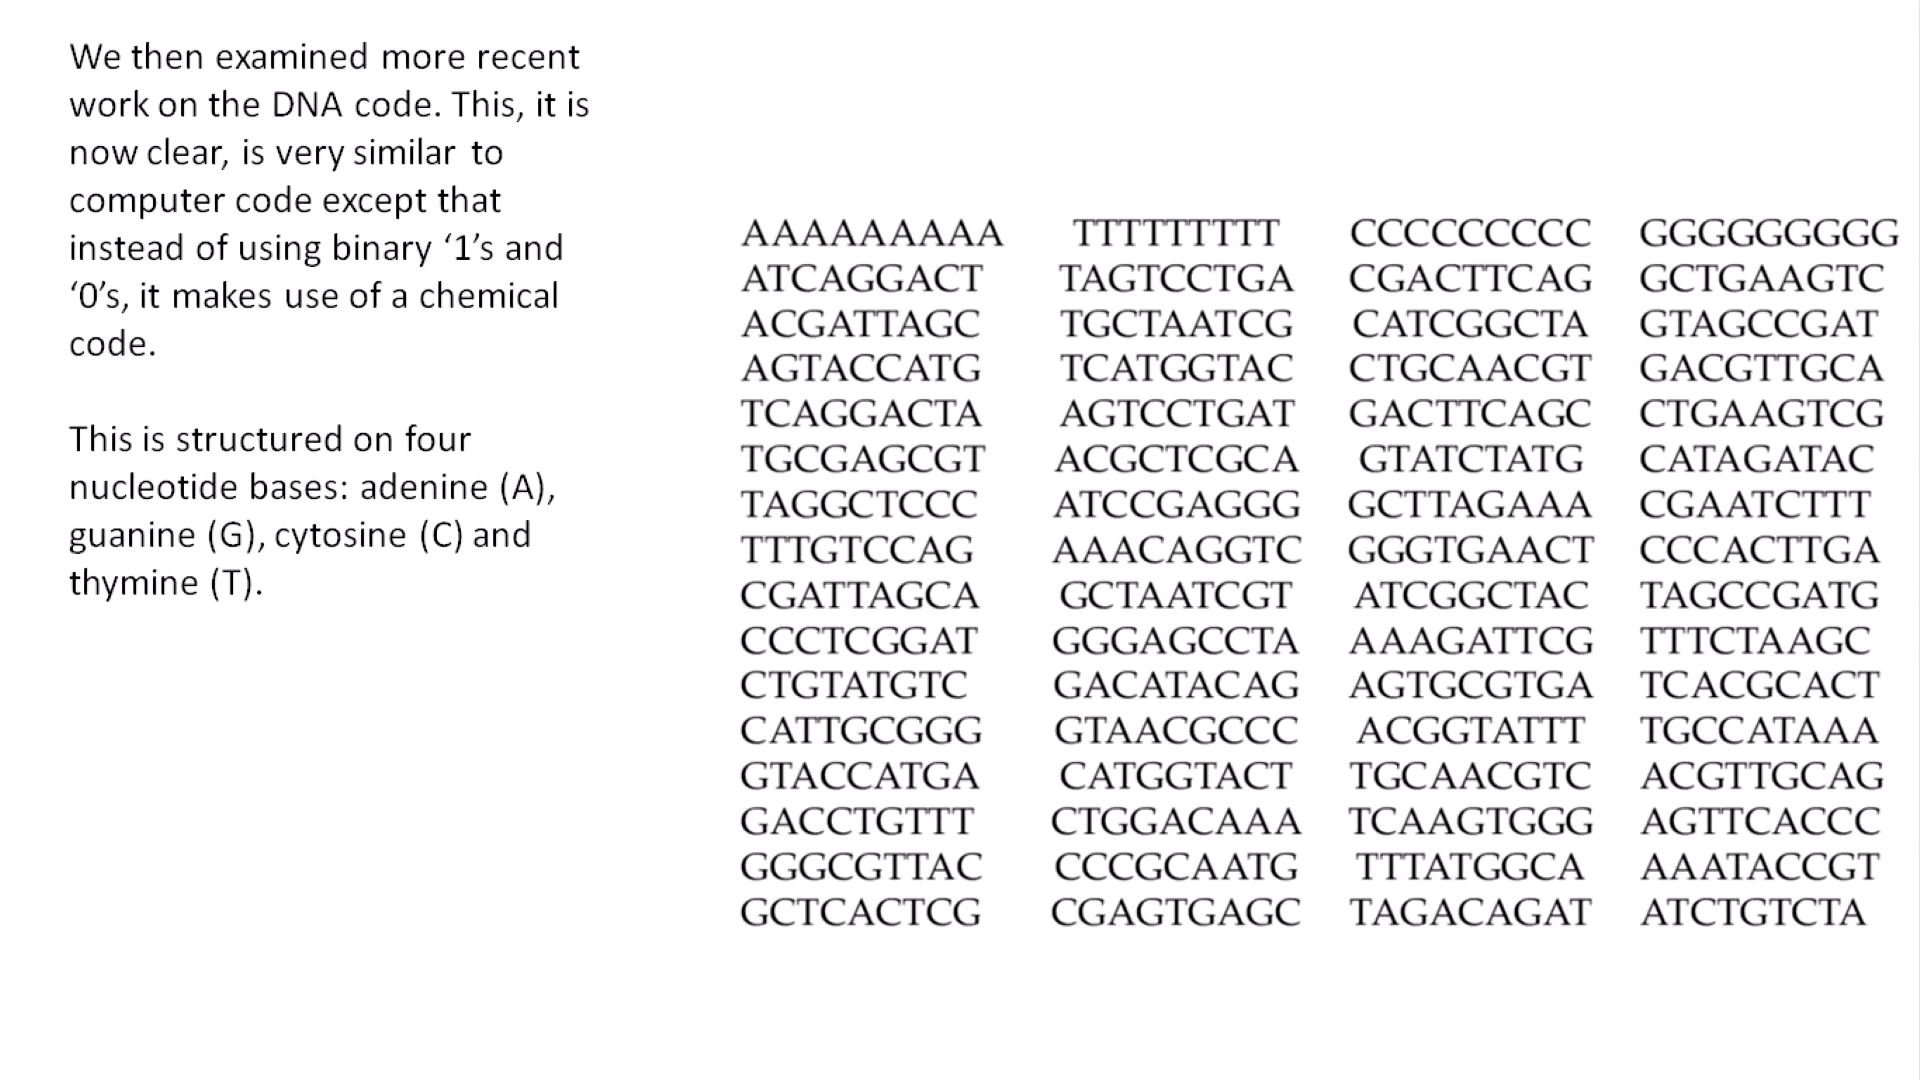 We then examined more recent
work on the DNA code. This, it is
now clear, is very similar to
computer code except that
instead of using binary ‘1’s and
‘0’s, it makes use of a chemical
code.
This is structured on four
nucleotide bases: adenine (A),
guanine (G), cytosine (C) and
thymine (T).
AAAAAAAAA TTTTTTTTT CCCCCCCCC GGGGGGGGG
ATCAGGACT TAGTCCTGA CGACTTCAG GCTGAAGTC
ACGATTAGC TGCTAATCG CATCGGCTA GTAGCCGAT
AGTACCATG TCATGGTAC CTGCAACGT GACGTTGCA
TCAGGACTA AGTCCTGAT GACTTCAGC CTGAAGTCG
TGCGAGCGT ACGCTCGCA GTATCTATG CATAGATAC
TAGGCTCCC ATCCGAGGG GCTTAGAAA CGAATCTTT
TTTGTCCAG AAACAGGTC GGGTGAACT CCCACTTGA
CGATTAGCA GCTAATCGT ATCGGCTAC TAGCCGATG
CCCTCGGAT GGGAGCCTA AAAGATTCG TTTCTAAGC
CTGTATGTC GACATACAG AGTGCGTGA TCACGCACT
CATTGCGGG GTAACGCCC ACGGTATTT TGCCATAAA
GTACCATGA CATGGTACT TGCAACGTC ACGTTGCAG
GACCTGTTT CTGGACAAA TCAAGTGGG AGTTCACCC
GGGCGTTAC CCCGCAATG TTTATGGCA AAATACCGT
GCTCACTCG CGAGTGAGC TAGACAGAT ATCTGTCTA